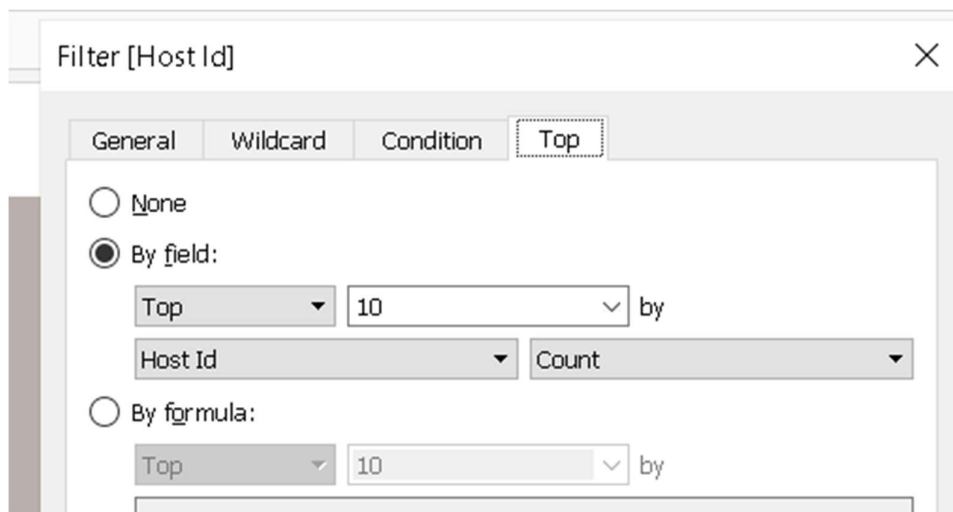 Filter [Host Id]
General Wildcard Condition Top
None
By field:
Top 10 by
Host Id Count
By formula:
Top 10 by